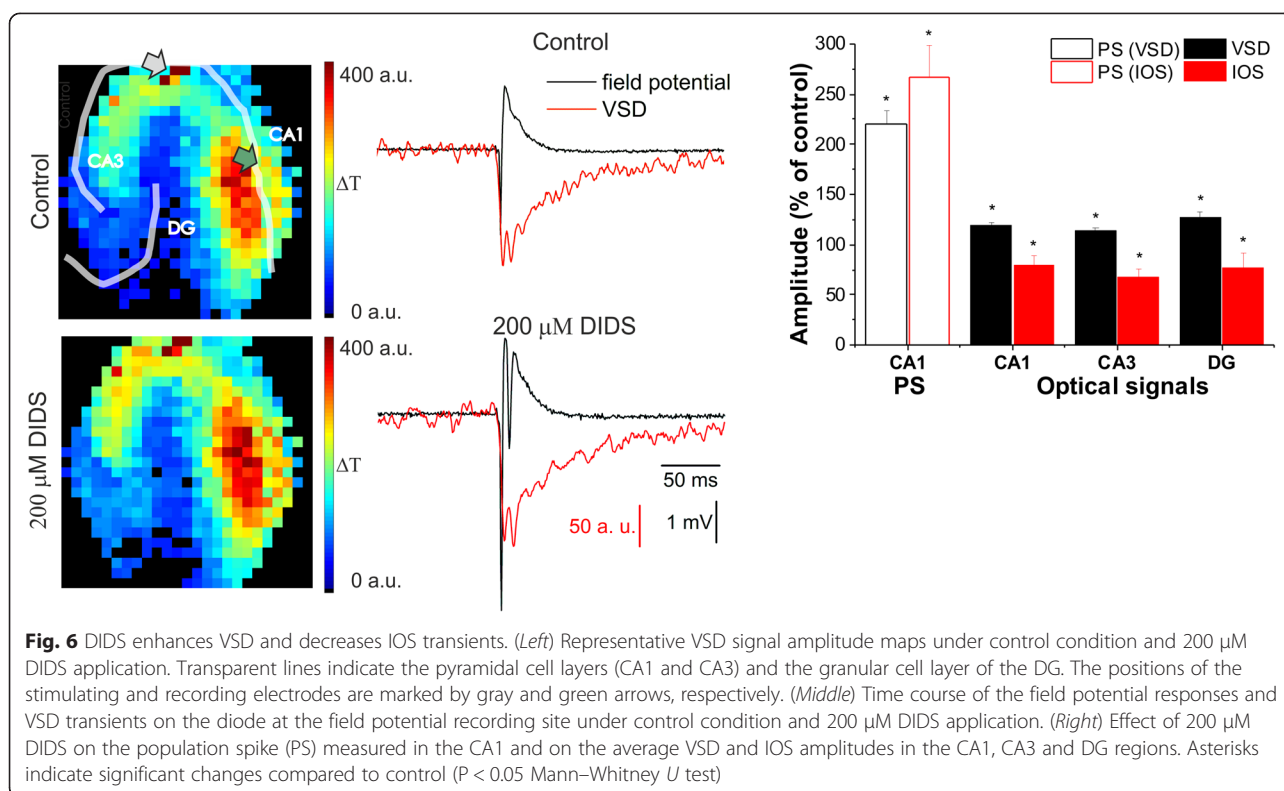 Control
Control
400 a.u.
CA1
CA3
ΔT
DG
0 a.u.
200 µM DIDS
400 a.u.
ΔT
0 a.u.
Control
field potential
VSD
200 µM DIDS
50 ms
50 a. u.
1 mV
Amplitude (% of control)
300
250
200
150
100
50
0
PS (VSD)
VSD
PS (IOS)
IOS
*
*
*
*
*
*
*
*
CA1
CA1
CA3
DG
PS
Optical signals
Fig. 6 DIDS enhances VSD and decreases IOS transients. (Left) Representative VSD signal amplitude maps under control condition and 200 µM
DIDS application. Transparent lines indicate the pyramidal cell layers (CA1 and CA3) and the granular cell layer of the DG. The positions of the
stimulating and recording electrodes are marked by gray and green arrows, respectively. (Middle) Time course of the field potential responses and
VSD transients on the diode at the field potential recording site under control condition and 200 µM DIDS application. (Right) Effect of 200 µM
DIDS on the population spike (PS) measured in the CA1 and on the average VSD and IOS amplitudes in the CA1, CA3 and DG regions. Asterisks
indicate significant changes compared to control (P < 0.05 Mann–Whitney U test)